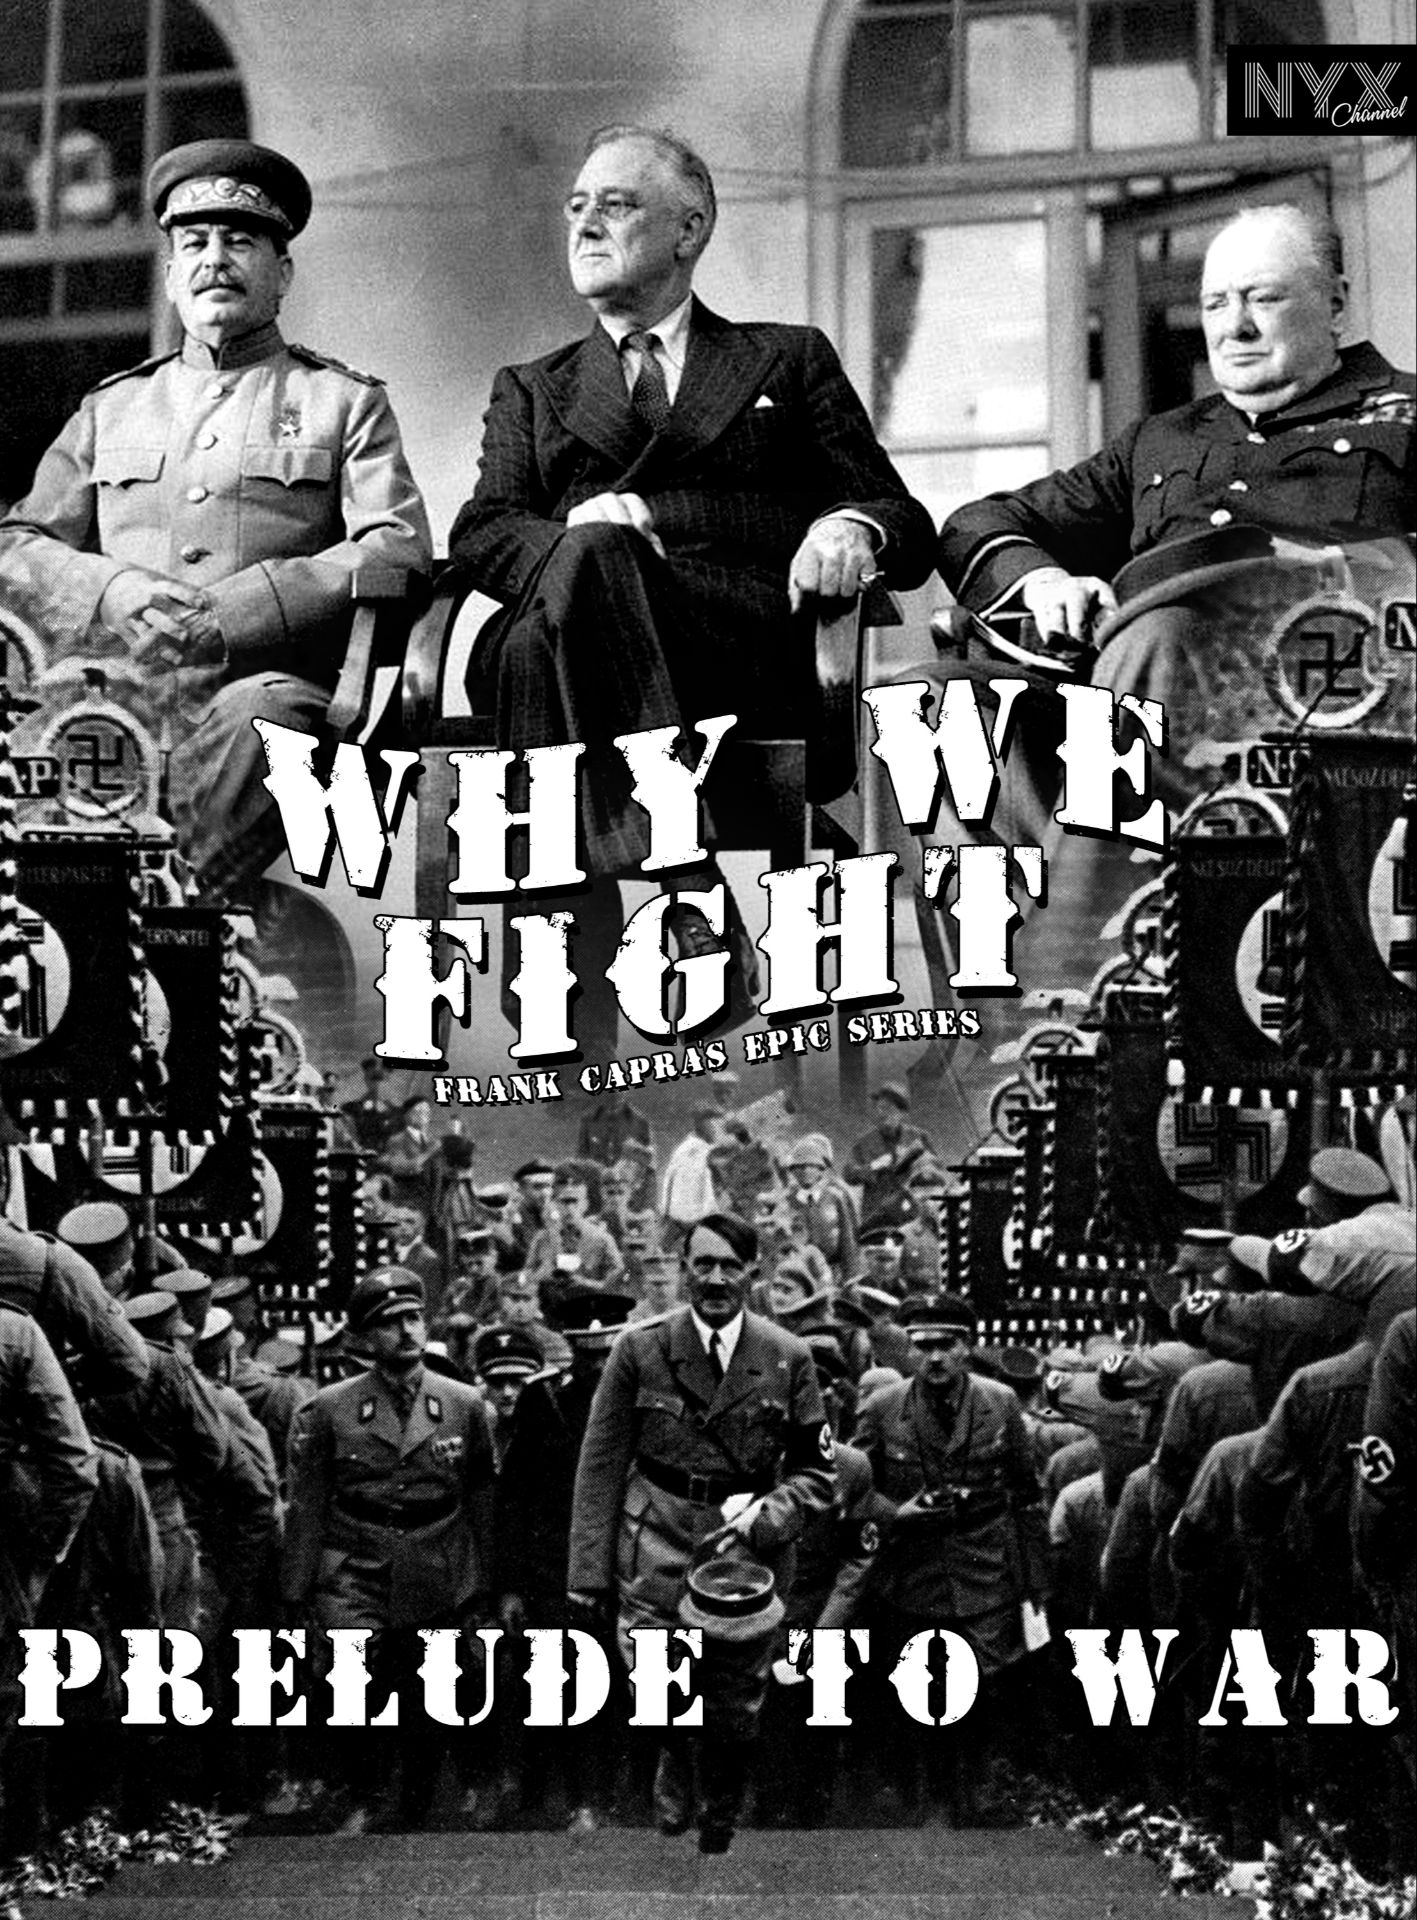 NYX
Channel
WHY WE
FIGHT
FRANK CAPRA'S EPIC SERIES
PRELUDE TO WAR